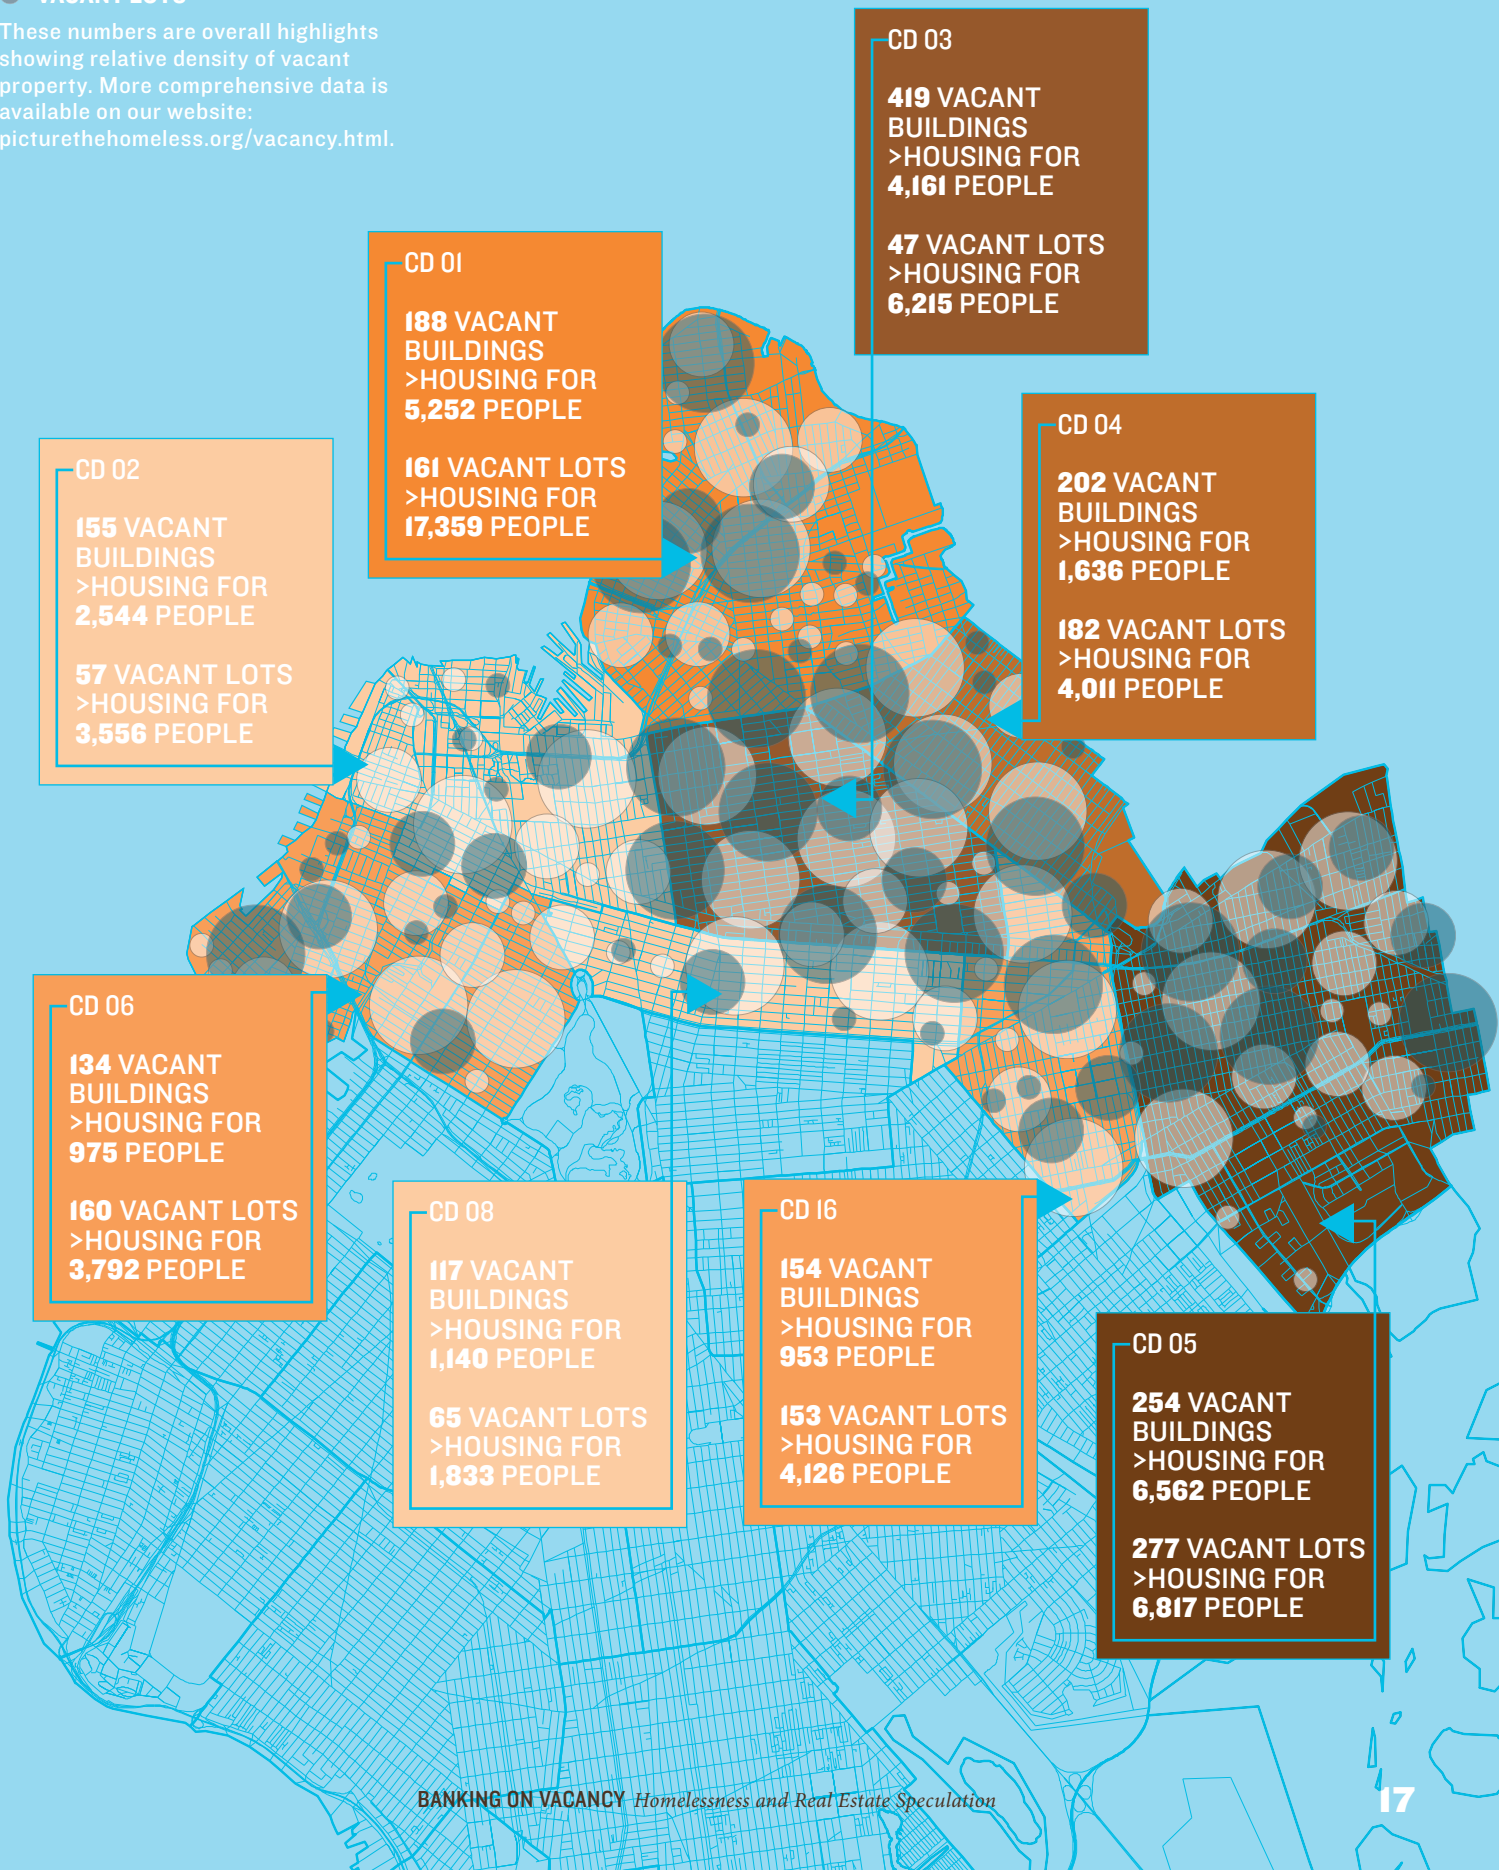 VACANT LOTS
These numbers are overall highlights
showing relative density of vacant
property. More comprehensive data is
available on our website:
picturethehomeless.org/vacancy.html.
CD 03
419 VACANT
BUILDINGS
>HOUSING FOR
4,161 PEOPLE
47 VACANT LOTS
>HOUSING FOR
6,215 PEOPLE
CD 01
188 VACANT
BUILDINGS
>HOUSING FOR
5,252 PEOPLE
161 VACANT LOTS
>HOUSING FOR
17,359 PEOPLE
CD 04
202 VACANT
BUILDINGS
>HOUSING FOR
1,636 PEOPLE
182 VACANT LOTS
>HOUSING FOR
4,011 PEOPLE
CD 02
155 VACANT
BUILDINGS
>HOUSING FOR
2,544 PEOPLE
57 VACANT LOTS
>HOUSING FOR
3,556 PEOPLE
CD 06
134 VACANT
BUILDINGS
>HOUSING FOR
975 PEOPLE
160 VACANT LOTS
>HOUSING FOR
3,792 PEOPLE
CD 08
117 VACANT
BUILDINGS
>HOUSING FOR
1,140 PEOPLE
65 VACANT LOTS
>HOUSING FOR
1,833 PEOPLE
CD 16
154 VACANT
BUILDINGS
>HOUSING FOR
953 PEOPLE
153 VACANT LOTS
>HOUSING FOR
4,126 PEOPLE
CD 05
254 VACANT
BUILDINGS
>HOUSING FOR
6,562 PEOPLE
277 VACANT LOTS
>HOUSING FOR
6,817 PEOPLE
BANKING ON VACANCY Homelessness and Real Estate Speculation
17